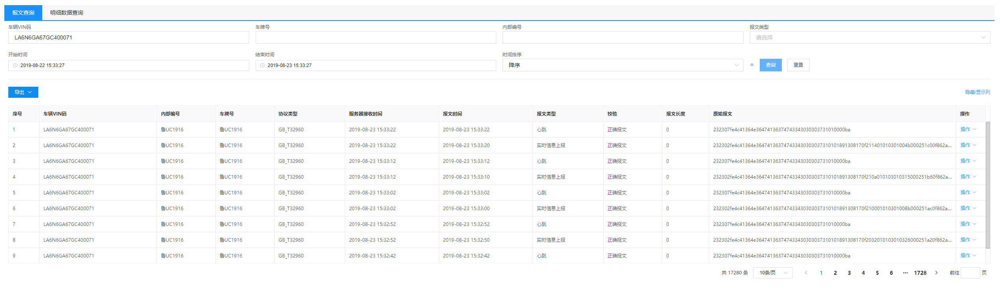 报文查询 明细数据查询
车辆VIN码 车牌号 内部编号 报文类型
LA6N6GA67GC400071 请选择
开始时间 结束时间 时间排序
2019-08-22 15:33:27 2019-08-23 15:33:27 降序 查询 重置
导出 隐藏/显示列
序号 车辆VIN码 内部编号 车牌号 协议类型 服务器接收时间 报文时间 报文类型 校验 报文长度 原始报文 操作
1 LA6N6GA67GC400071 鲁UC1916 鲁UC1916 GB_T32960 2019-08-23 15:33:22 2019-08-23 15:33:22 心跳 正确报文 0 232307fe4c41364e36474136374743343030303731010000ba 操作
2 LA6N6GA67GC400071 鲁UC1916 鲁UC1916 GB_T32960 2019-08-23 15:33:22 2019-08-23 15:33:20 实时信息上报 正确报文 0 232302fe4c41364e36474136374743343030303731010189130817​0f211401010301004b000251c00f862a... 操作
3 LA6N6GA67GC400071 鲁UC1916 鲁UC1916 GB_T32960 2019-08-23 15:33:12 2019-08-23 15:33:12 心跳 正确报文 0 232307fe4c41364e36474136374743343030303731010000ba 操作
4 LA6N6GA67GC400071 鲁UC1916 鲁UC1916 GB_T32960 2019-08-23 15:33:12 2019-08-23 15:33:10 实时信息上报 正确报文 0 232302fe4c41364e364741363747433430303037310101891308170f210a010103010315000251b60f862a... 操作
5 LA6N6GA67GC400071 鲁UC1916 鲁UC1916 GB_T32960 2019-08-23 15:33:02 2019-08-23 15:33:02 心跳 正确报文 0 232307fe4c41364e36474136374743343030303731010000ba 操作
6 LA6N6GA67GC400071 鲁UC1916 鲁UC1916 GB_T32960 2019-08-23 15:33:02 2019-08-23 15:33:00 实时信息上报 正确报文 0 232302fe4c41364e364741363747433430303037310101891308170f210001010301008b000251ac0f862a... 操作
7 LA6N6GA67GC400071 鲁UC1916 鲁UC1916 GB_T32960 2019-08-23 15:32:52 2019-08-23 15:32:52 心跳 正确报文 0 232307fe4c41364e36474136374743343030303731010000ba 操作
8 LA6N6GA67GC400071 鲁UC1916 鲁UC1916 GB_T32960 2019-08-23 15:32:52 2019-08-23 15:32:50 实时信息上报 正确报文 0 232302fe4c41364e364741363747433430303037310101891308170f2032010103010326000251a20f862a... 操作
9 LA6N6GA67GC400071 鲁UC1916 鲁UC1916 GB_T32960 2019-08-23 15:32:42 2019-08-23 15:32:42 心跳 正确报文 0 232307fe4c41364e36474136374743343030303731010000ba 操作
共 17280 条 10条/页 1 2 3 4 5 6 ··· 1728 前往 页